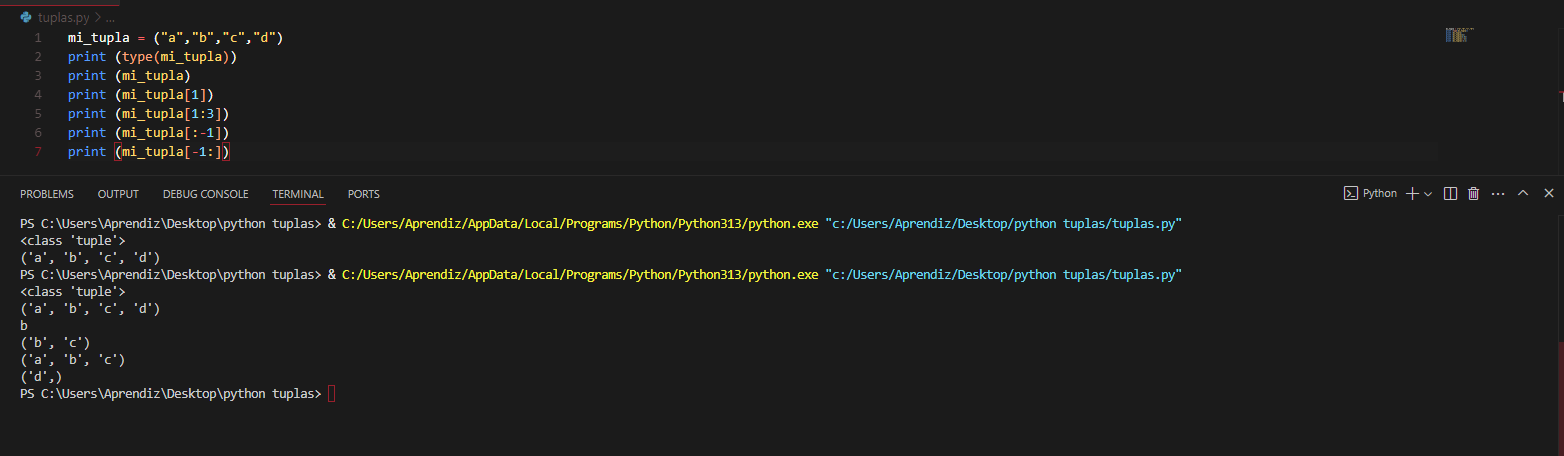 tuplas.py > ...
1 mi_tupla = ("a","b","c","d")
2 print (type(mi_tupla))
3 print (mi_tupla)
4 print (mi_tupla[1])
5 print (mi_tupla[1:3])
6 print (mi_tupla[:-1])
7 print (mi_tupla[-1:])
PROBLEMS OUTPUT DEBUG CONSOLE TERMINAL PORTS Python
PS C:\Users\Aprendiz\Desktop\python tuplas> & C:/Users/Aprendiz/AppData/Local/Programs/Python/Python313/python.exe "c:/Users/Aprendiz/Desktop/python tuplas/tuplas.py"
<class 'tuple'>
('a', 'b', 'c', 'd')
PS C:\Users\Aprendiz\Desktop\python tuplas> & C:/Users/Aprendiz/AppData/Local/Programs/Python/Python313/python.exe "c:/Users/Aprendiz/Desktop/python tuplas/tuplas.py"
<class 'tuple'>
('a', 'b', 'c', 'd')
b
('b', 'c')
('a', 'b', 'c')
('d',)
PS C:\Users\Aprendiz\Desktop\python tuplas>